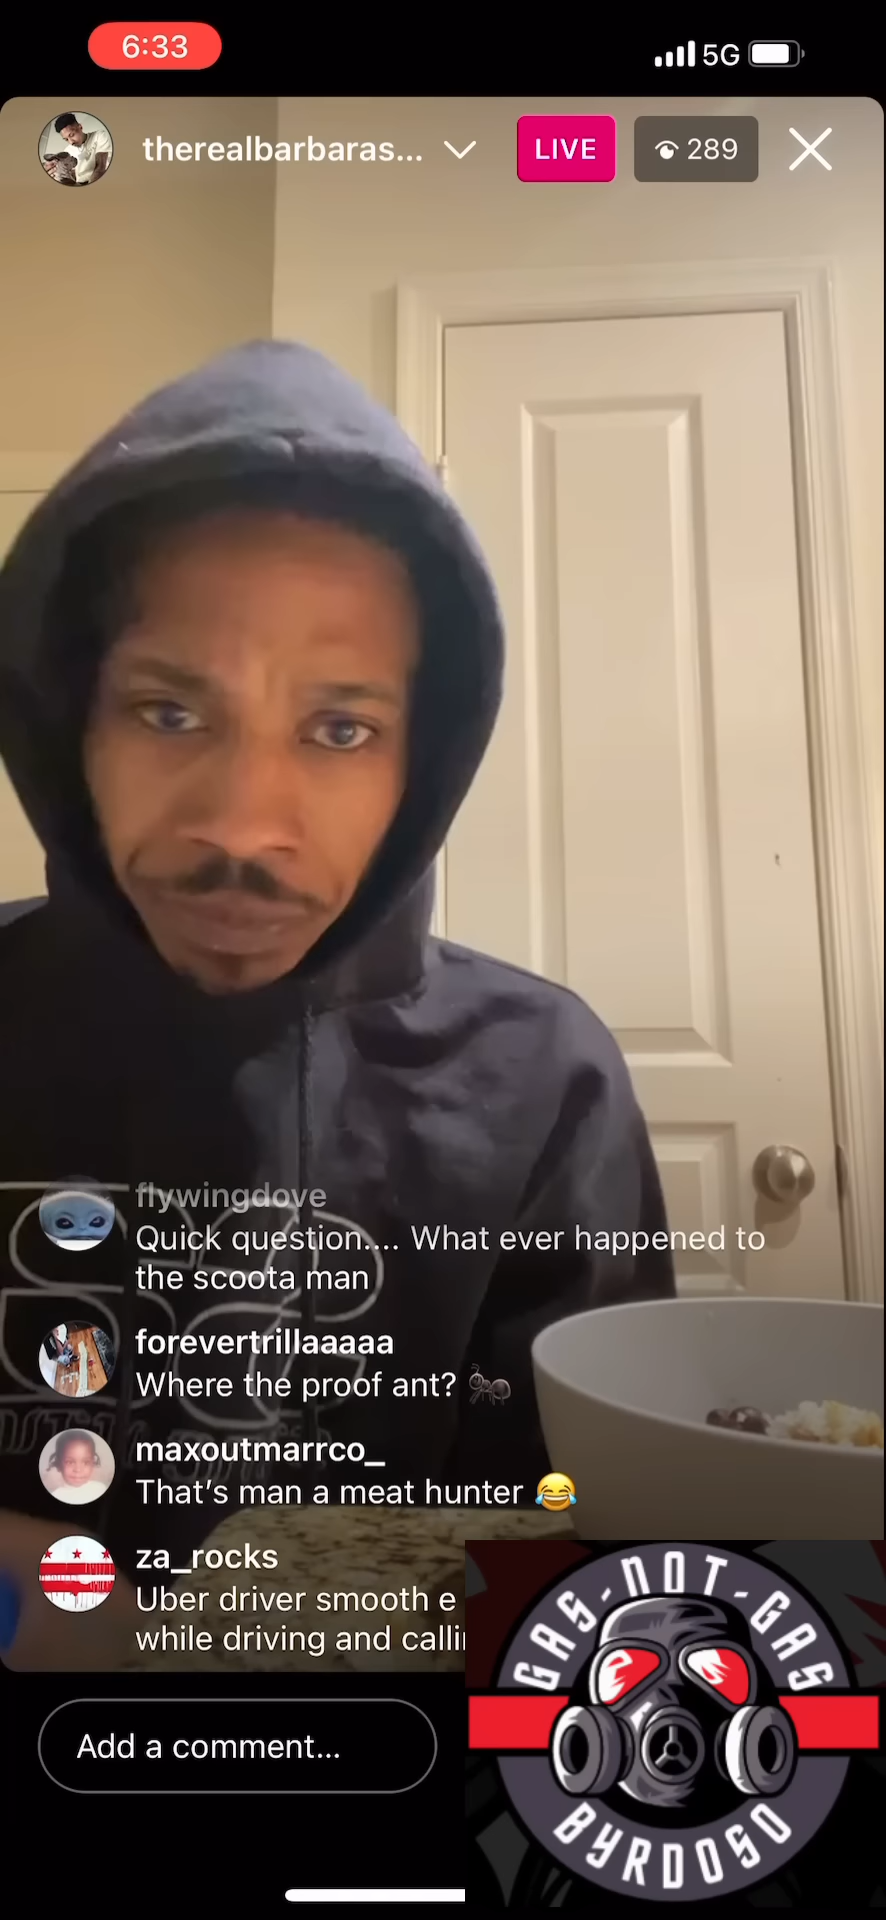 6:33
5G
therealbarbaras...
LIVE
289
flywingdove
Quick question.... What ever happened to
the scoota man
forevertrillaaaaa
Where the proof ant? 🐜
maxoutmarrco_
That's man a meat hunter 😂
za_rocks
Uber driver smooth e
while driving and callin
Add a comment...
GAS-NOT-GAS
BYRDOSO